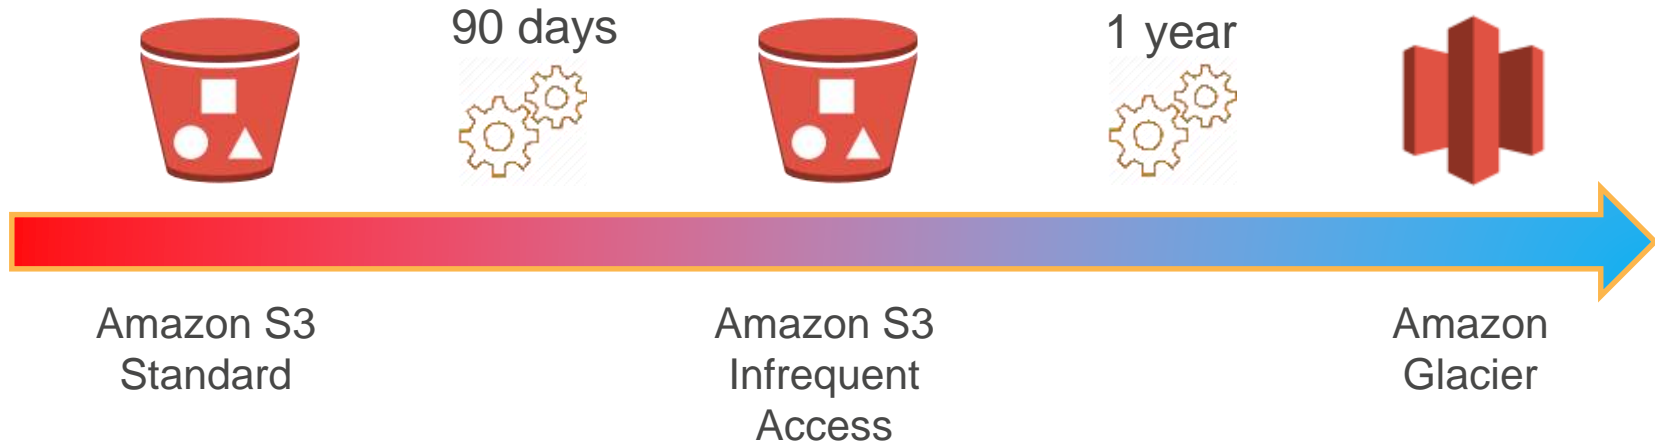 90 days
1 year
Amazon S3
Standard
Amazon S3
Infrequent
Access
Amazon
Glacier